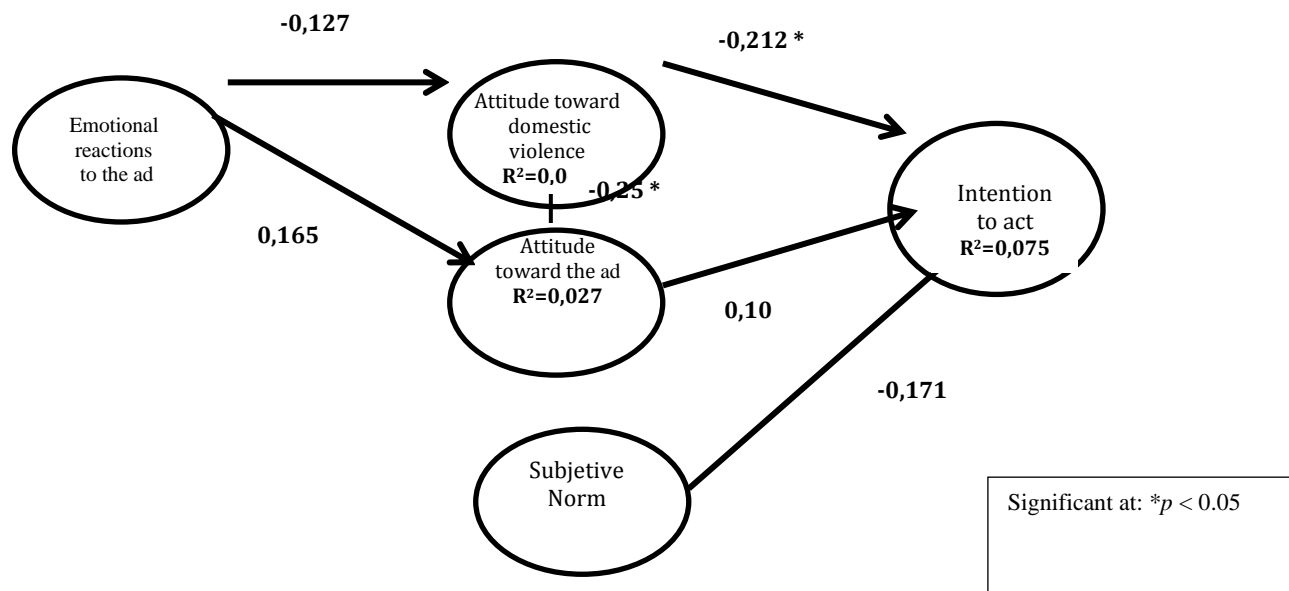 -0,127
-0,212 *
Emotional
reactions
to the ad
Attitude toward
domestic
violence
R²=0,0
-0,25 *
Intention
to act
R²=0,075
0,165
Attitude
toward the ad
R²=0,027
0,10
-0,171
Subjetive
Norm
Significant at: *p < 0.05